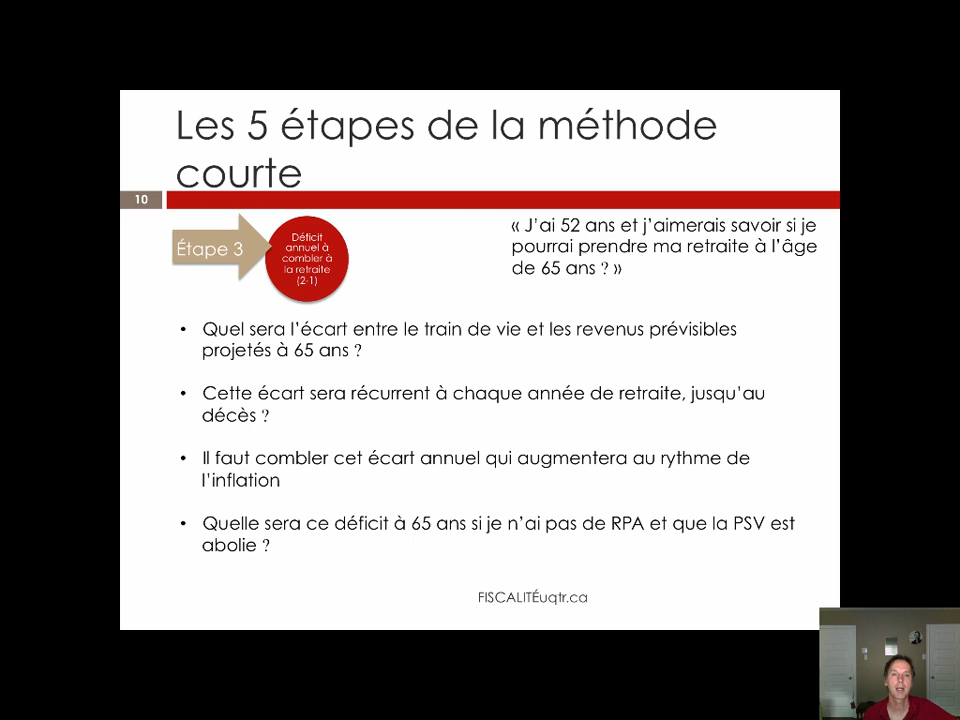 Les 5 étapes de la méthode
courte
10
Étape 3
Déficit
annuel à
combler à
la retraite
(2-1)
« J'ai 52 ans et j'aimerais savoir si je
pourrai prendre ma retraite à l'âge
de 65 ans ? »
• Quel sera l'écart entre le train de vie et les revenus prévisibles
projetés à 65 ans ?
• Cette écart sera récurrent à chaque année de retraite, jusqu'au
décès ?
• Il faut combler cet écart annuel qui augmentera au rythme de
l'inflation
• Quelle sera ce déficit à 65 ans si je n'ai pas de RPA et que la PSV est
abolie ?
FISCALITÉuqtr.ca